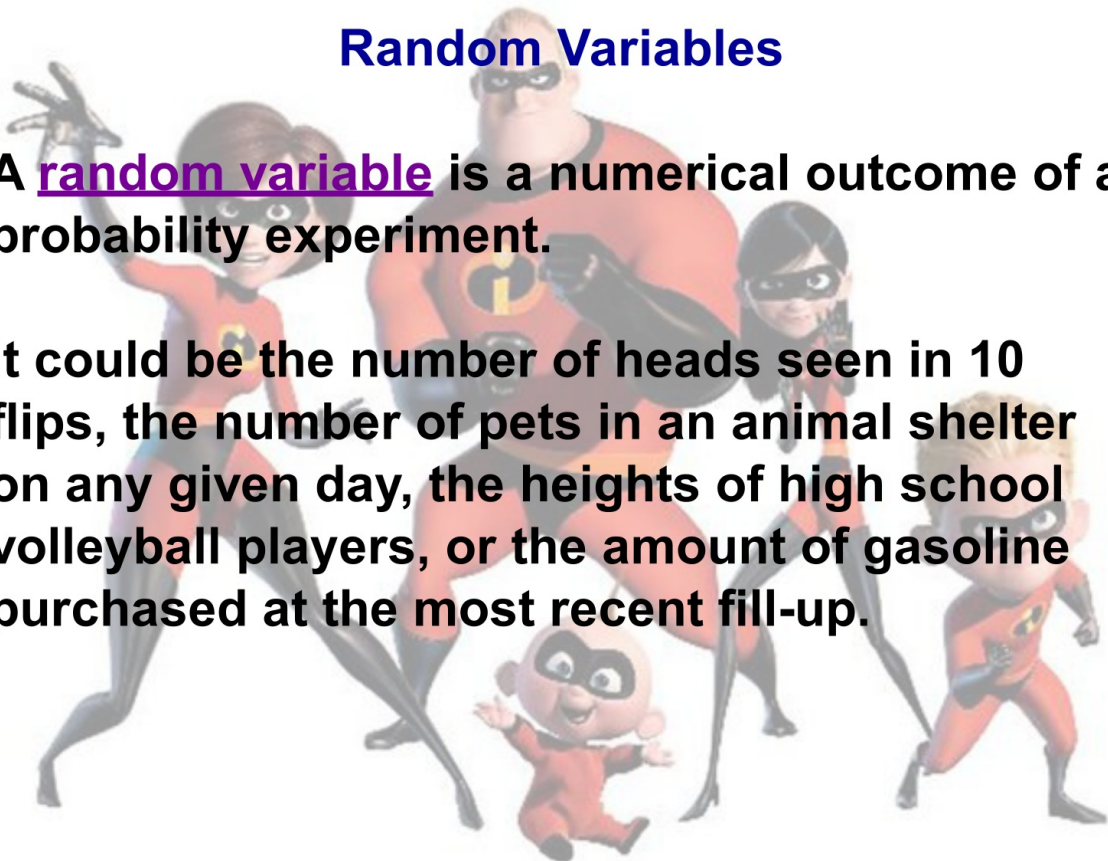 Random Variables
A random variable is a numerical outcome of a
probability experiment.
It could be the number of heads seen in 10
flips, the number of pets in an animal shelter
on any given day, the heights of high school
volleyball players, or the amount of gasoline
purchased at the most recent fill-up.